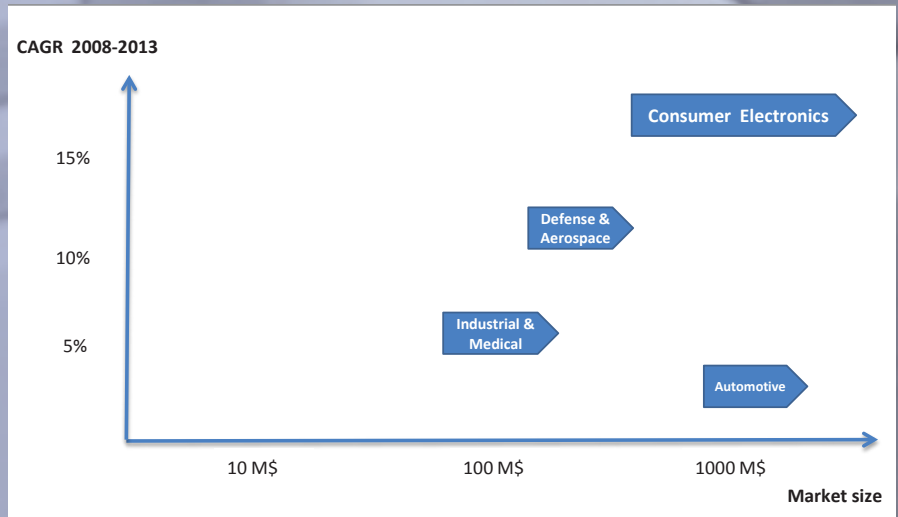 CAGR 2008-2013
Consumer Electronics
15%
Defense &
Aerospace
10%
Industrial &
Medical
5%
Automotive
10 M$ 100 M$ 1000 M$
Market size